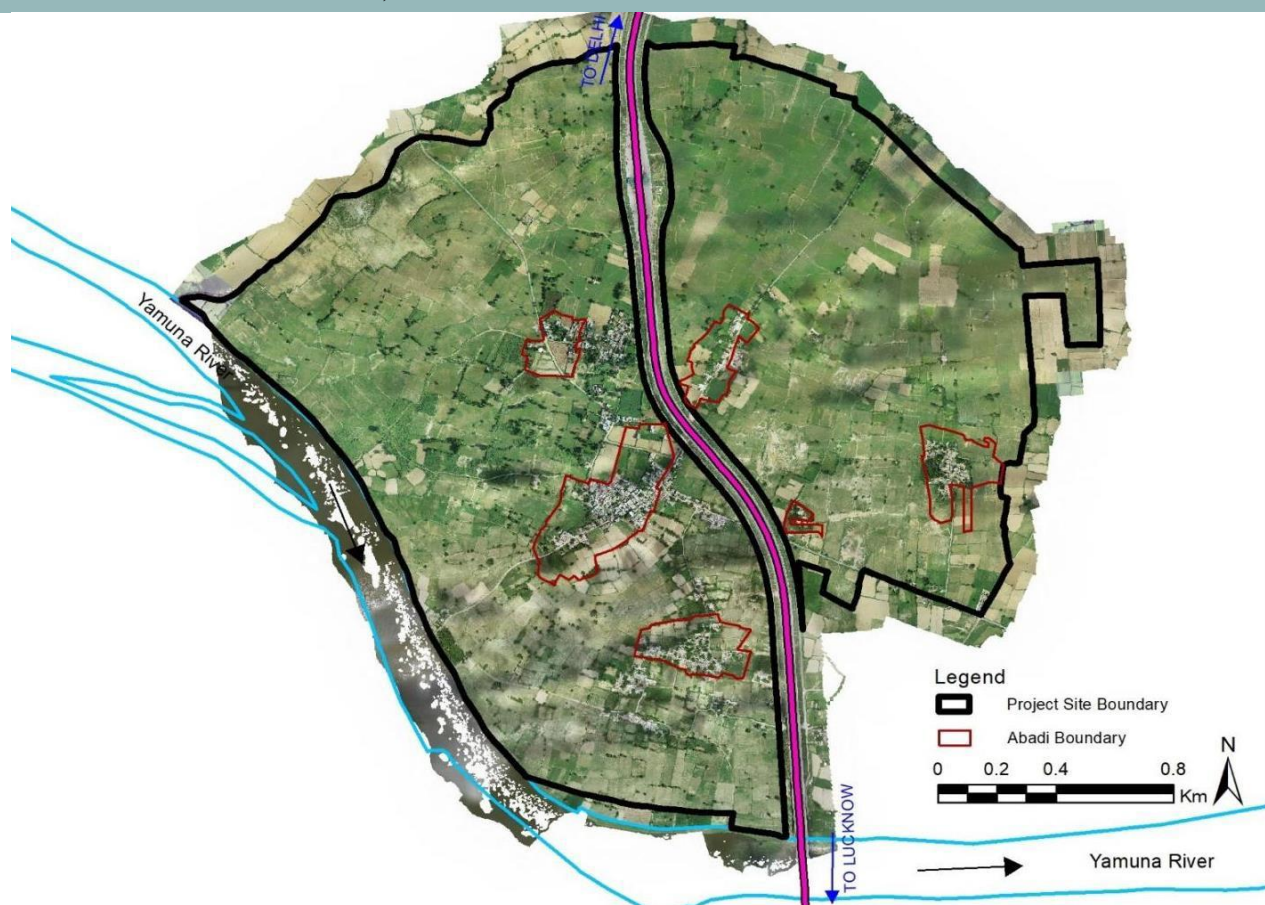 TO DELHI
Yamuna River
Legend
Project Site Boundary
Abadi Boundary
N
0 0.2 0.4 0.8
Km
TO LUCKNOW
Yamuna River